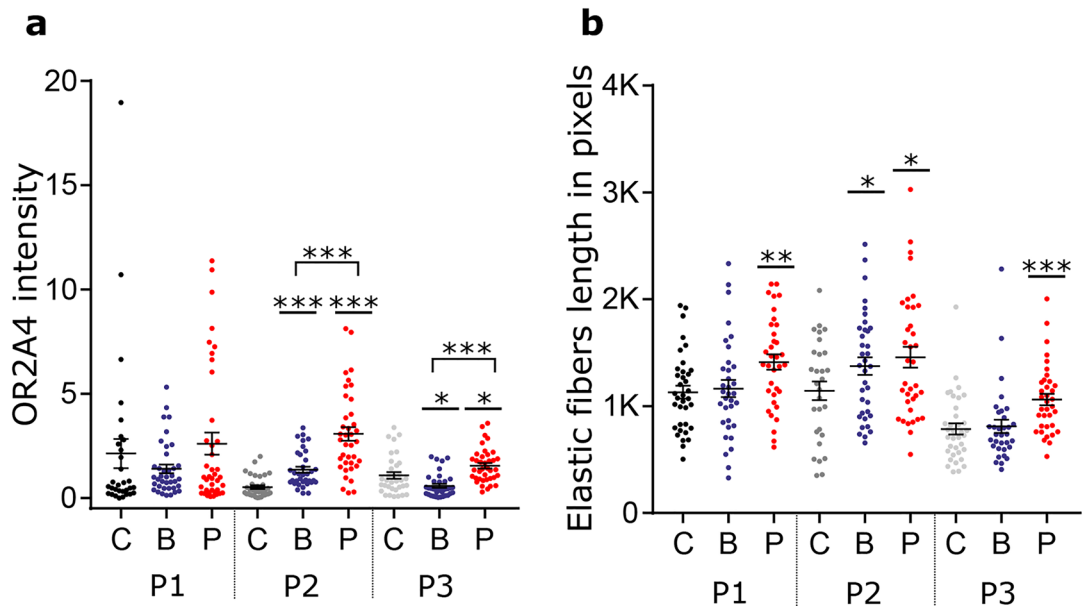 a
OR2A4 intensity
20
15
10
5
0
***
*** ***
***
* *
C B P C B P C B P
P1 P2 P3
b
Elastic fibers length in pixels
4K
3K
2K
1K
0
**
*
*
***
C B P C B P C B P
P1 P2 P3